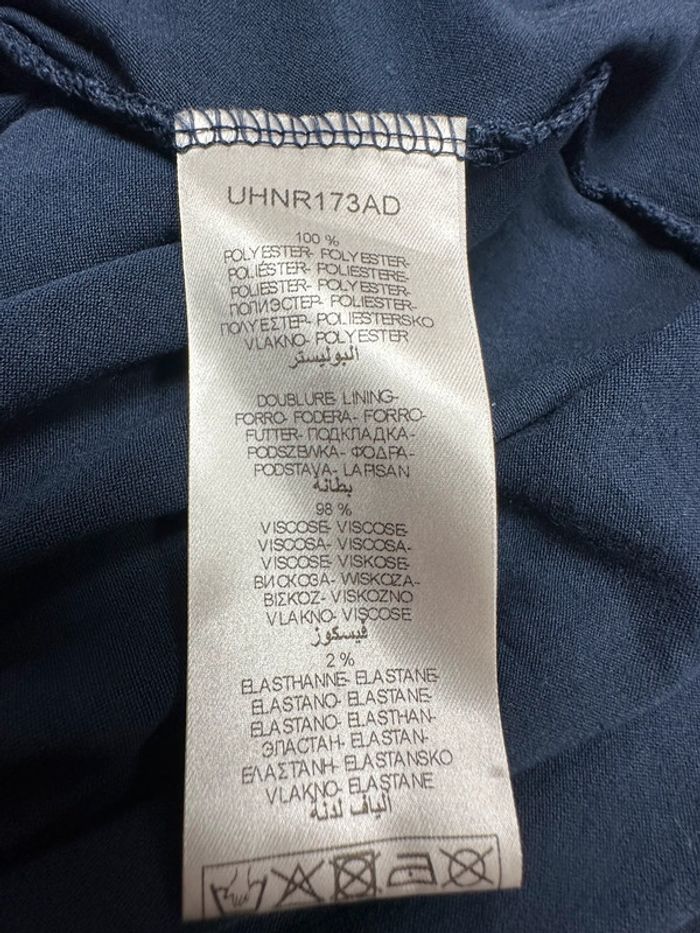 UHNR173AD
100 %
POLYESTER- POLYESTER-
POLIÉSTER- POLIESTERE-
POLIESTER- POLYESTER-
ПОЛИЭСТЕР- POLIESTER-
ΠΟΛΥΕΣΤΕΡ- POLIESTERSKO
VLAKNO- POLYESTER
البوليستر
DOUBLURE- LINING-
FORRO- FODERA- FORRO-
FUTTER- ПОДКЛАДКА-
PODSZEWKA- ΦΟΔΡΑ-
PODSTAVA- LAPISAN
بطانة
98 %
VISCOSE- VISCOSE-
VISCOSA- VISCOSA-
VISCOSE- VISKOSE-
ВИСКОЗА- WISKOZA-
ΒΙΣΚΌΖ- VISKOZNO
VLAKNO- VISCOSE
فيسكوز
2 %
ELASTHANNE- ELASTANE-
ELASTANO- ELASTANE-
ELASTANO- ELASTHAN-
ЭЛАСТАН- ELASTAN-
ΕΛΑΣΤΑΝΗ- ELASTANSKO
VLAKNO- ELASTANE
ألياف لدنة